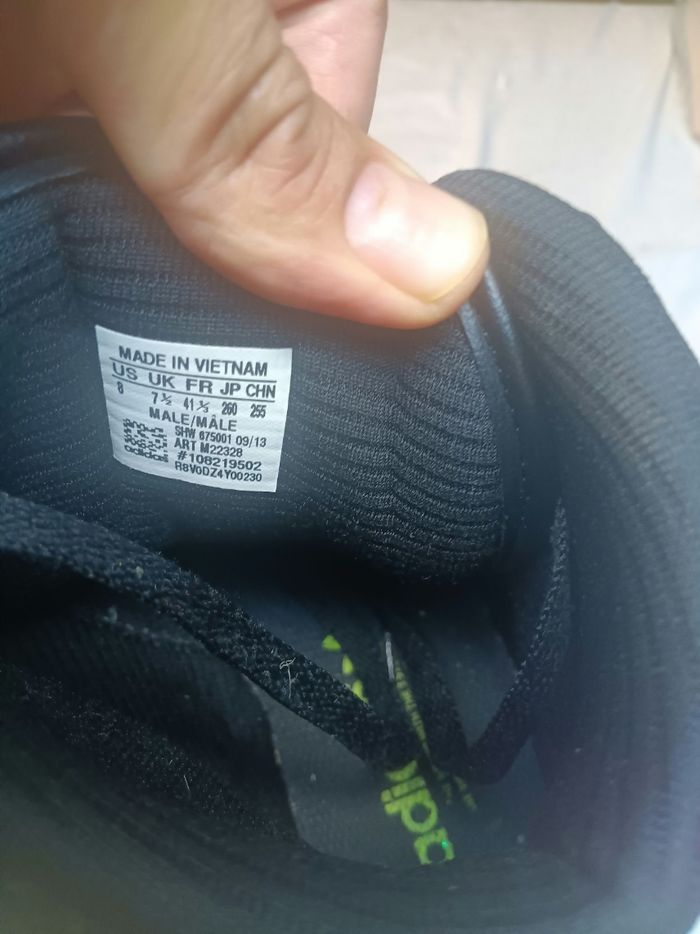 MADE IN VIETNAM
US UK FR JP CHN
8 7½ 41⅓ 260 255
MALE/MÂLE
SHW 675001 09/13
ART M22328
#108219502
R8V0DZ4Y00230
adidas